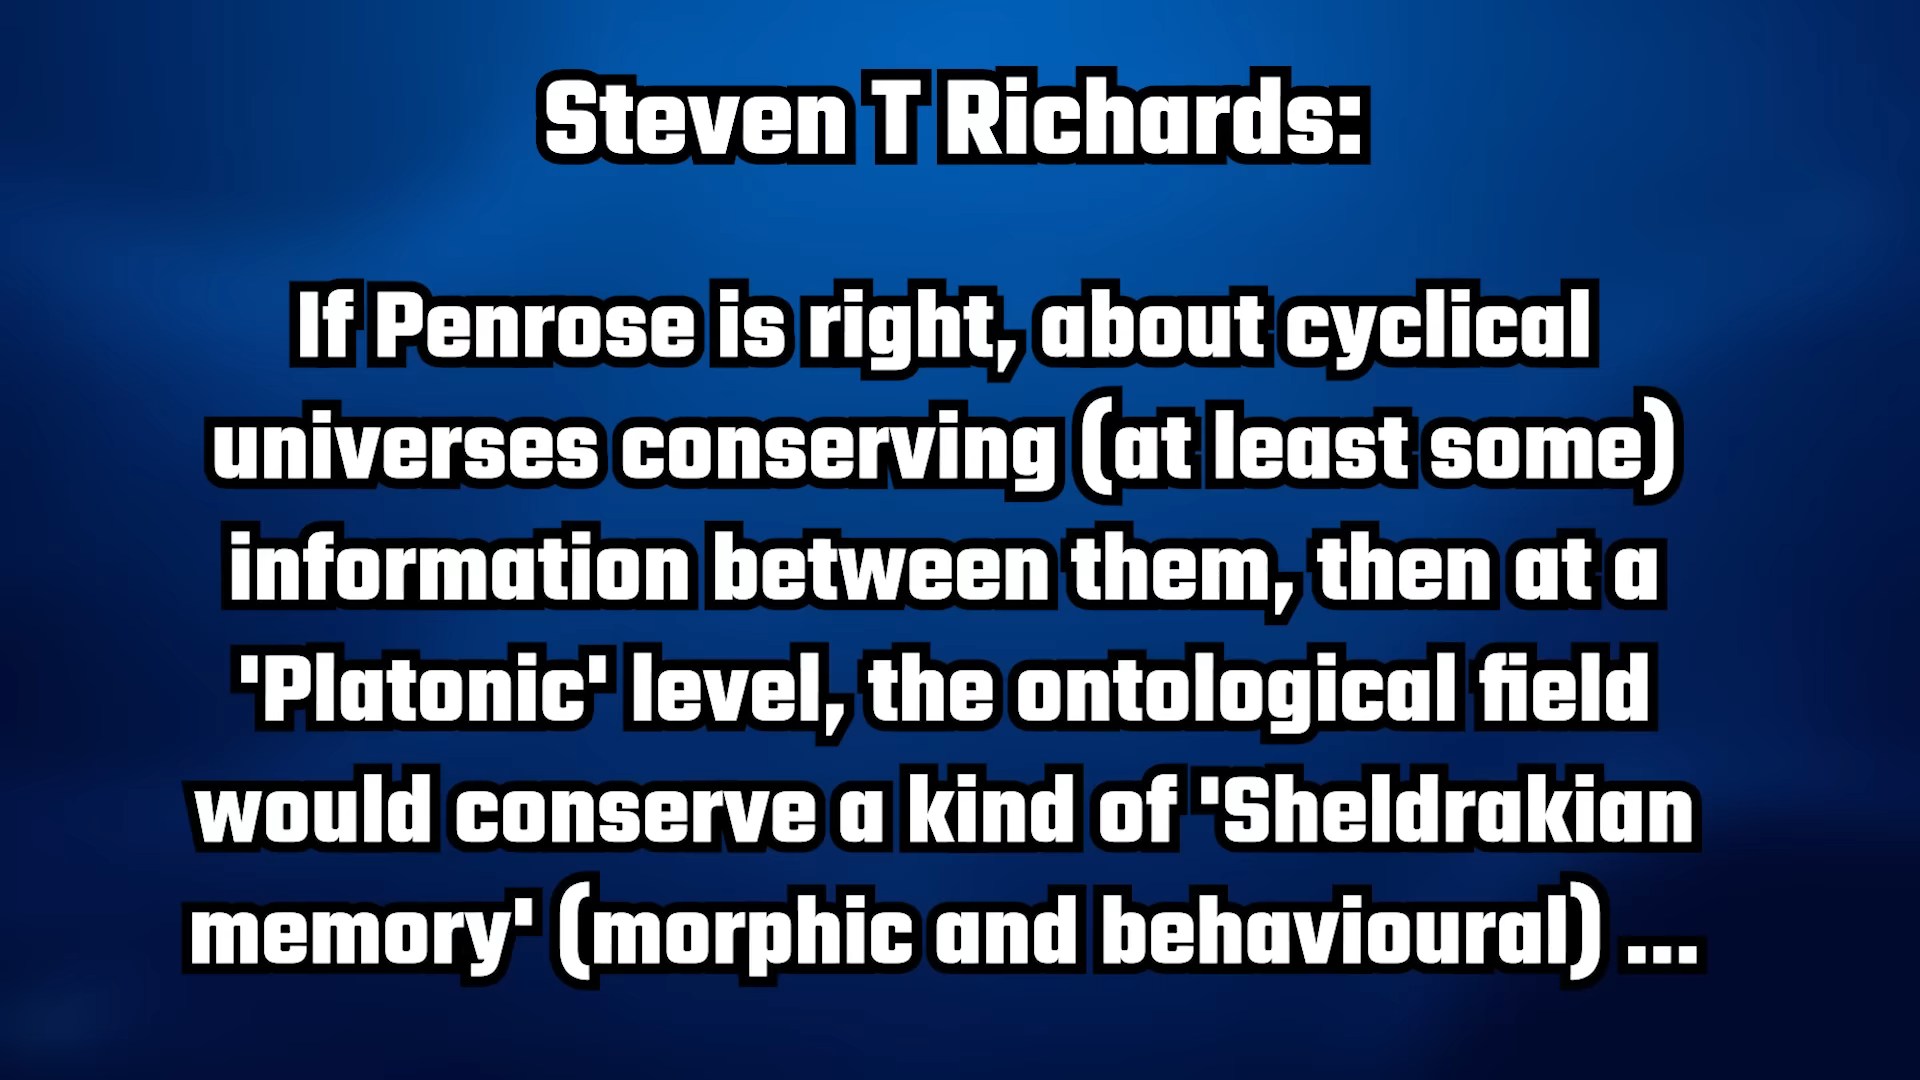 Steven T Richards:
If Penrose is right, about cyclical
universes conserving (at least some)
information between them, then at a
'Platonic' level, the ontological field
would conserve a kind of 'Sheldrakian
memory' (morphic and behavioural) ...